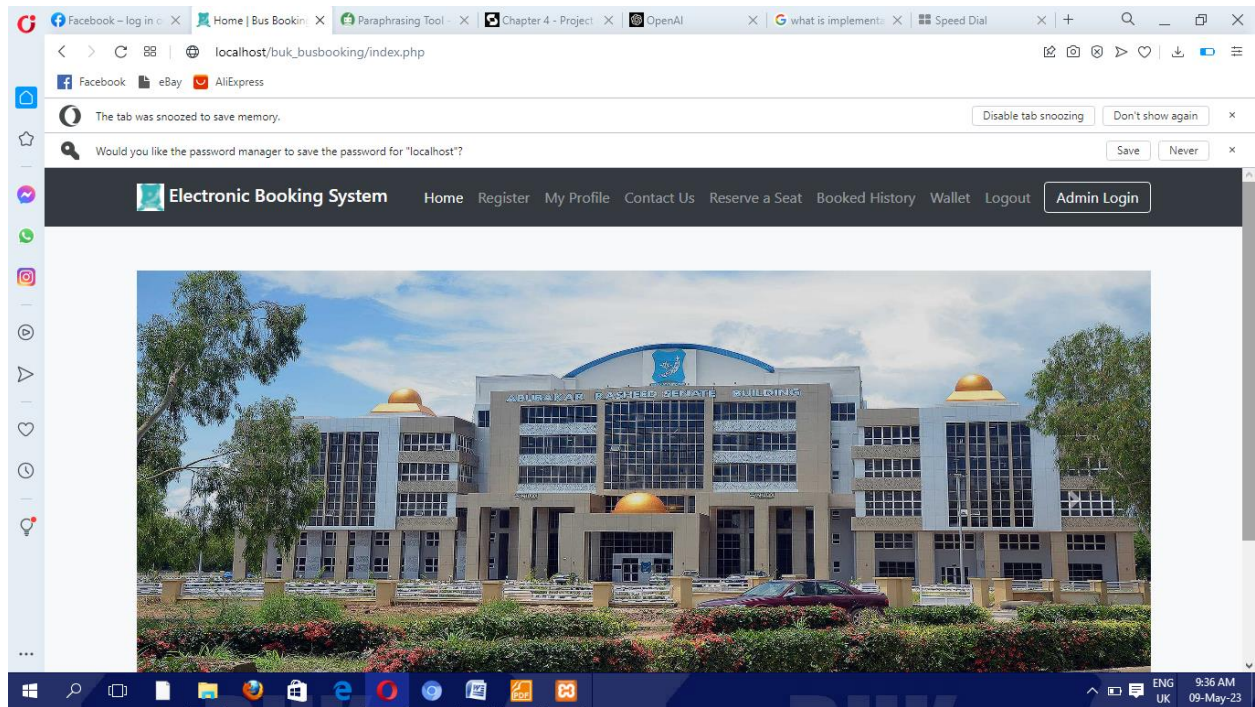 Facebook – log in o
Home | Bus Booking
Paraphrasing Tool -
Chapter 4 - Project
OpenAI
what is implementa
Speed Dial
localhost/buk_busbooking/index.php
Facebook
eBay
AliExpress
The tab was snoozed to save memory.
Disable tab snoozing
Don't show again
Would you like the password manager to save the password for "localhost"?
Save
Never
Electronic Booking System
Home
Register
My Profile
Contact Us
Reserve a Seat
Booked History
Wallet
Logout
Admin Login
ABUBAKAR RASHEED SENATE BUILDING
PDF
ENG
UK
9:36 AM
09-May-23